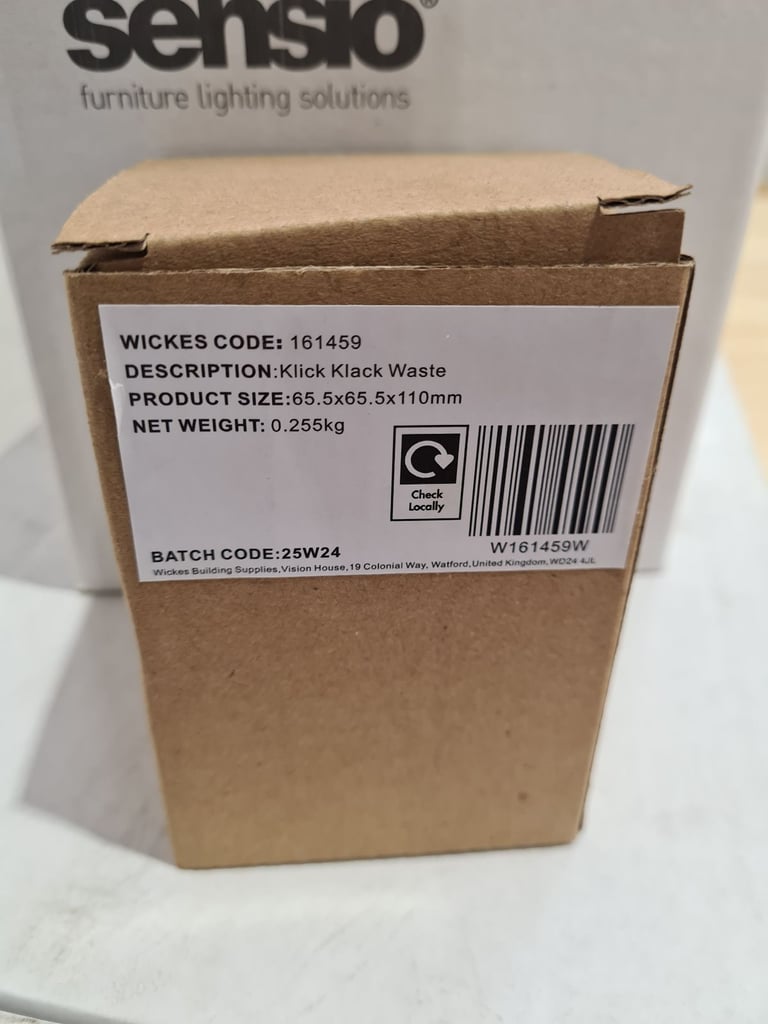 sensio®
furniture lighting solutions
WICKES CODE: 161459
DESCRIPTION:Klick Klack Waste
PRODUCT SIZE:65.5x65.5x110mm
NET WEIGHT: 0.255kg
Check
Locally
W161459W
BATCH CODE:25W24
Wickes Building Supplies,Vision House,19 Colonial Way, Watford,United Kingdom,WD24 4JL